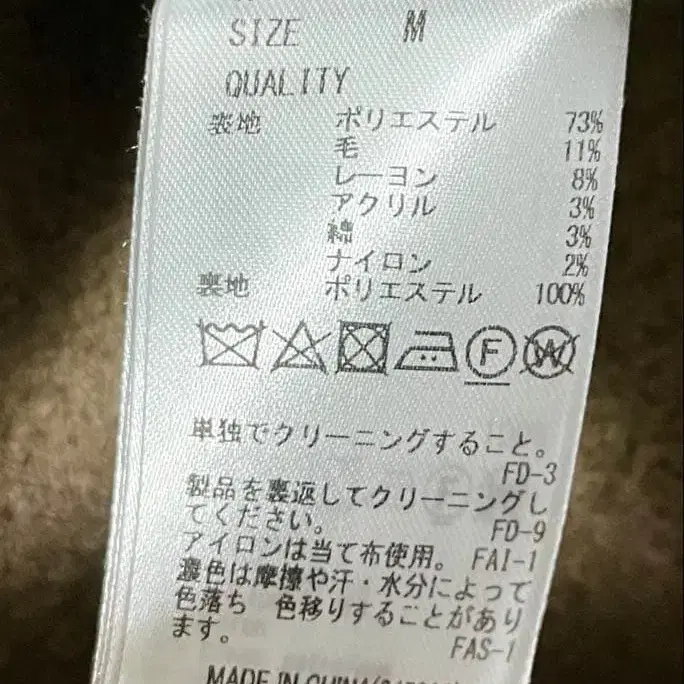 SIZE M
QUALITY
表地 ポリエステル 73%
毛 11%
レーヨン 8%
アクリル 3%
綿 3%
ナイロン 2%
裏地 ポリエステル 100%
F W
単独でクリーニングすること。
FD-3
製品を裏返してクリーニングし
てください。 FD-9
アイロンは当て布使用。 FAI-1
濃色は摩擦や汗・水分によって
色落ち 色移りすることがあり
ます。 FAS-1
MADE IN CHINA